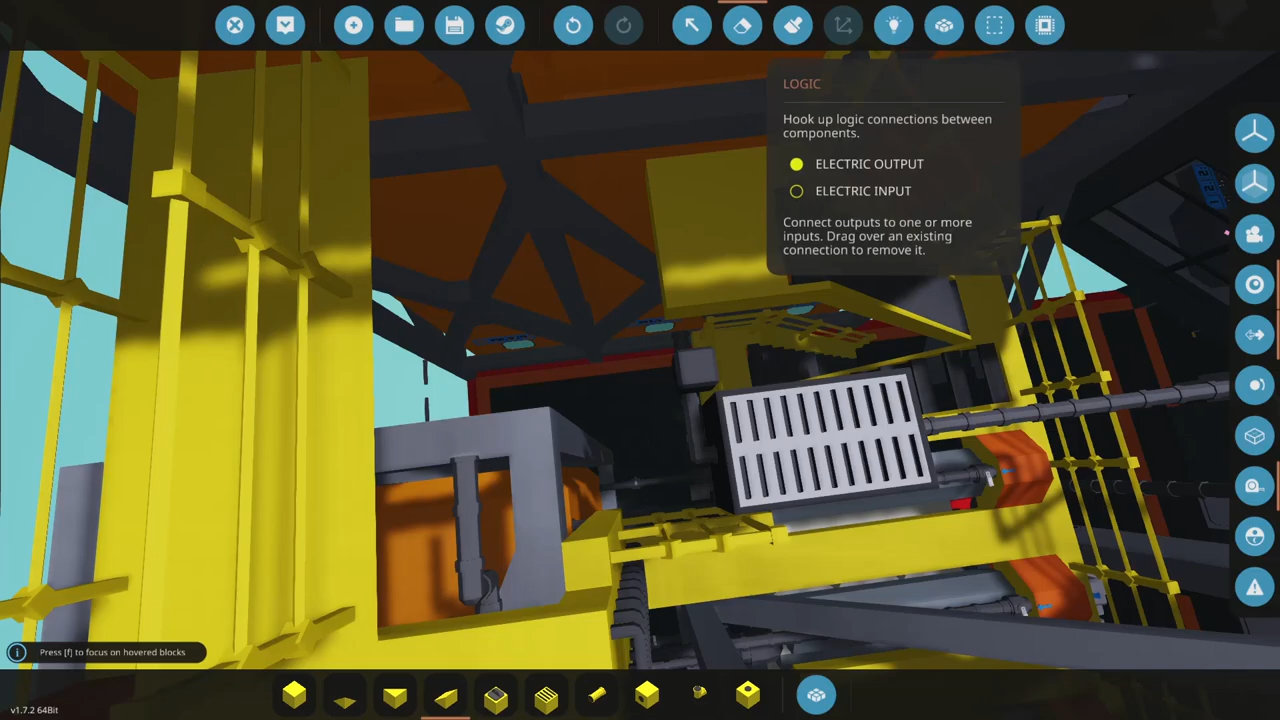 LOGIC
Hook up logic connections between
components.
ELECTRIC OUTPUT
ELECTRIC INPUT
Connect outputs to one or more
inputs. Drag over an existing
connection to remove it.
Press [f] to focus on hovered blocks
v1.7.2 64Bit